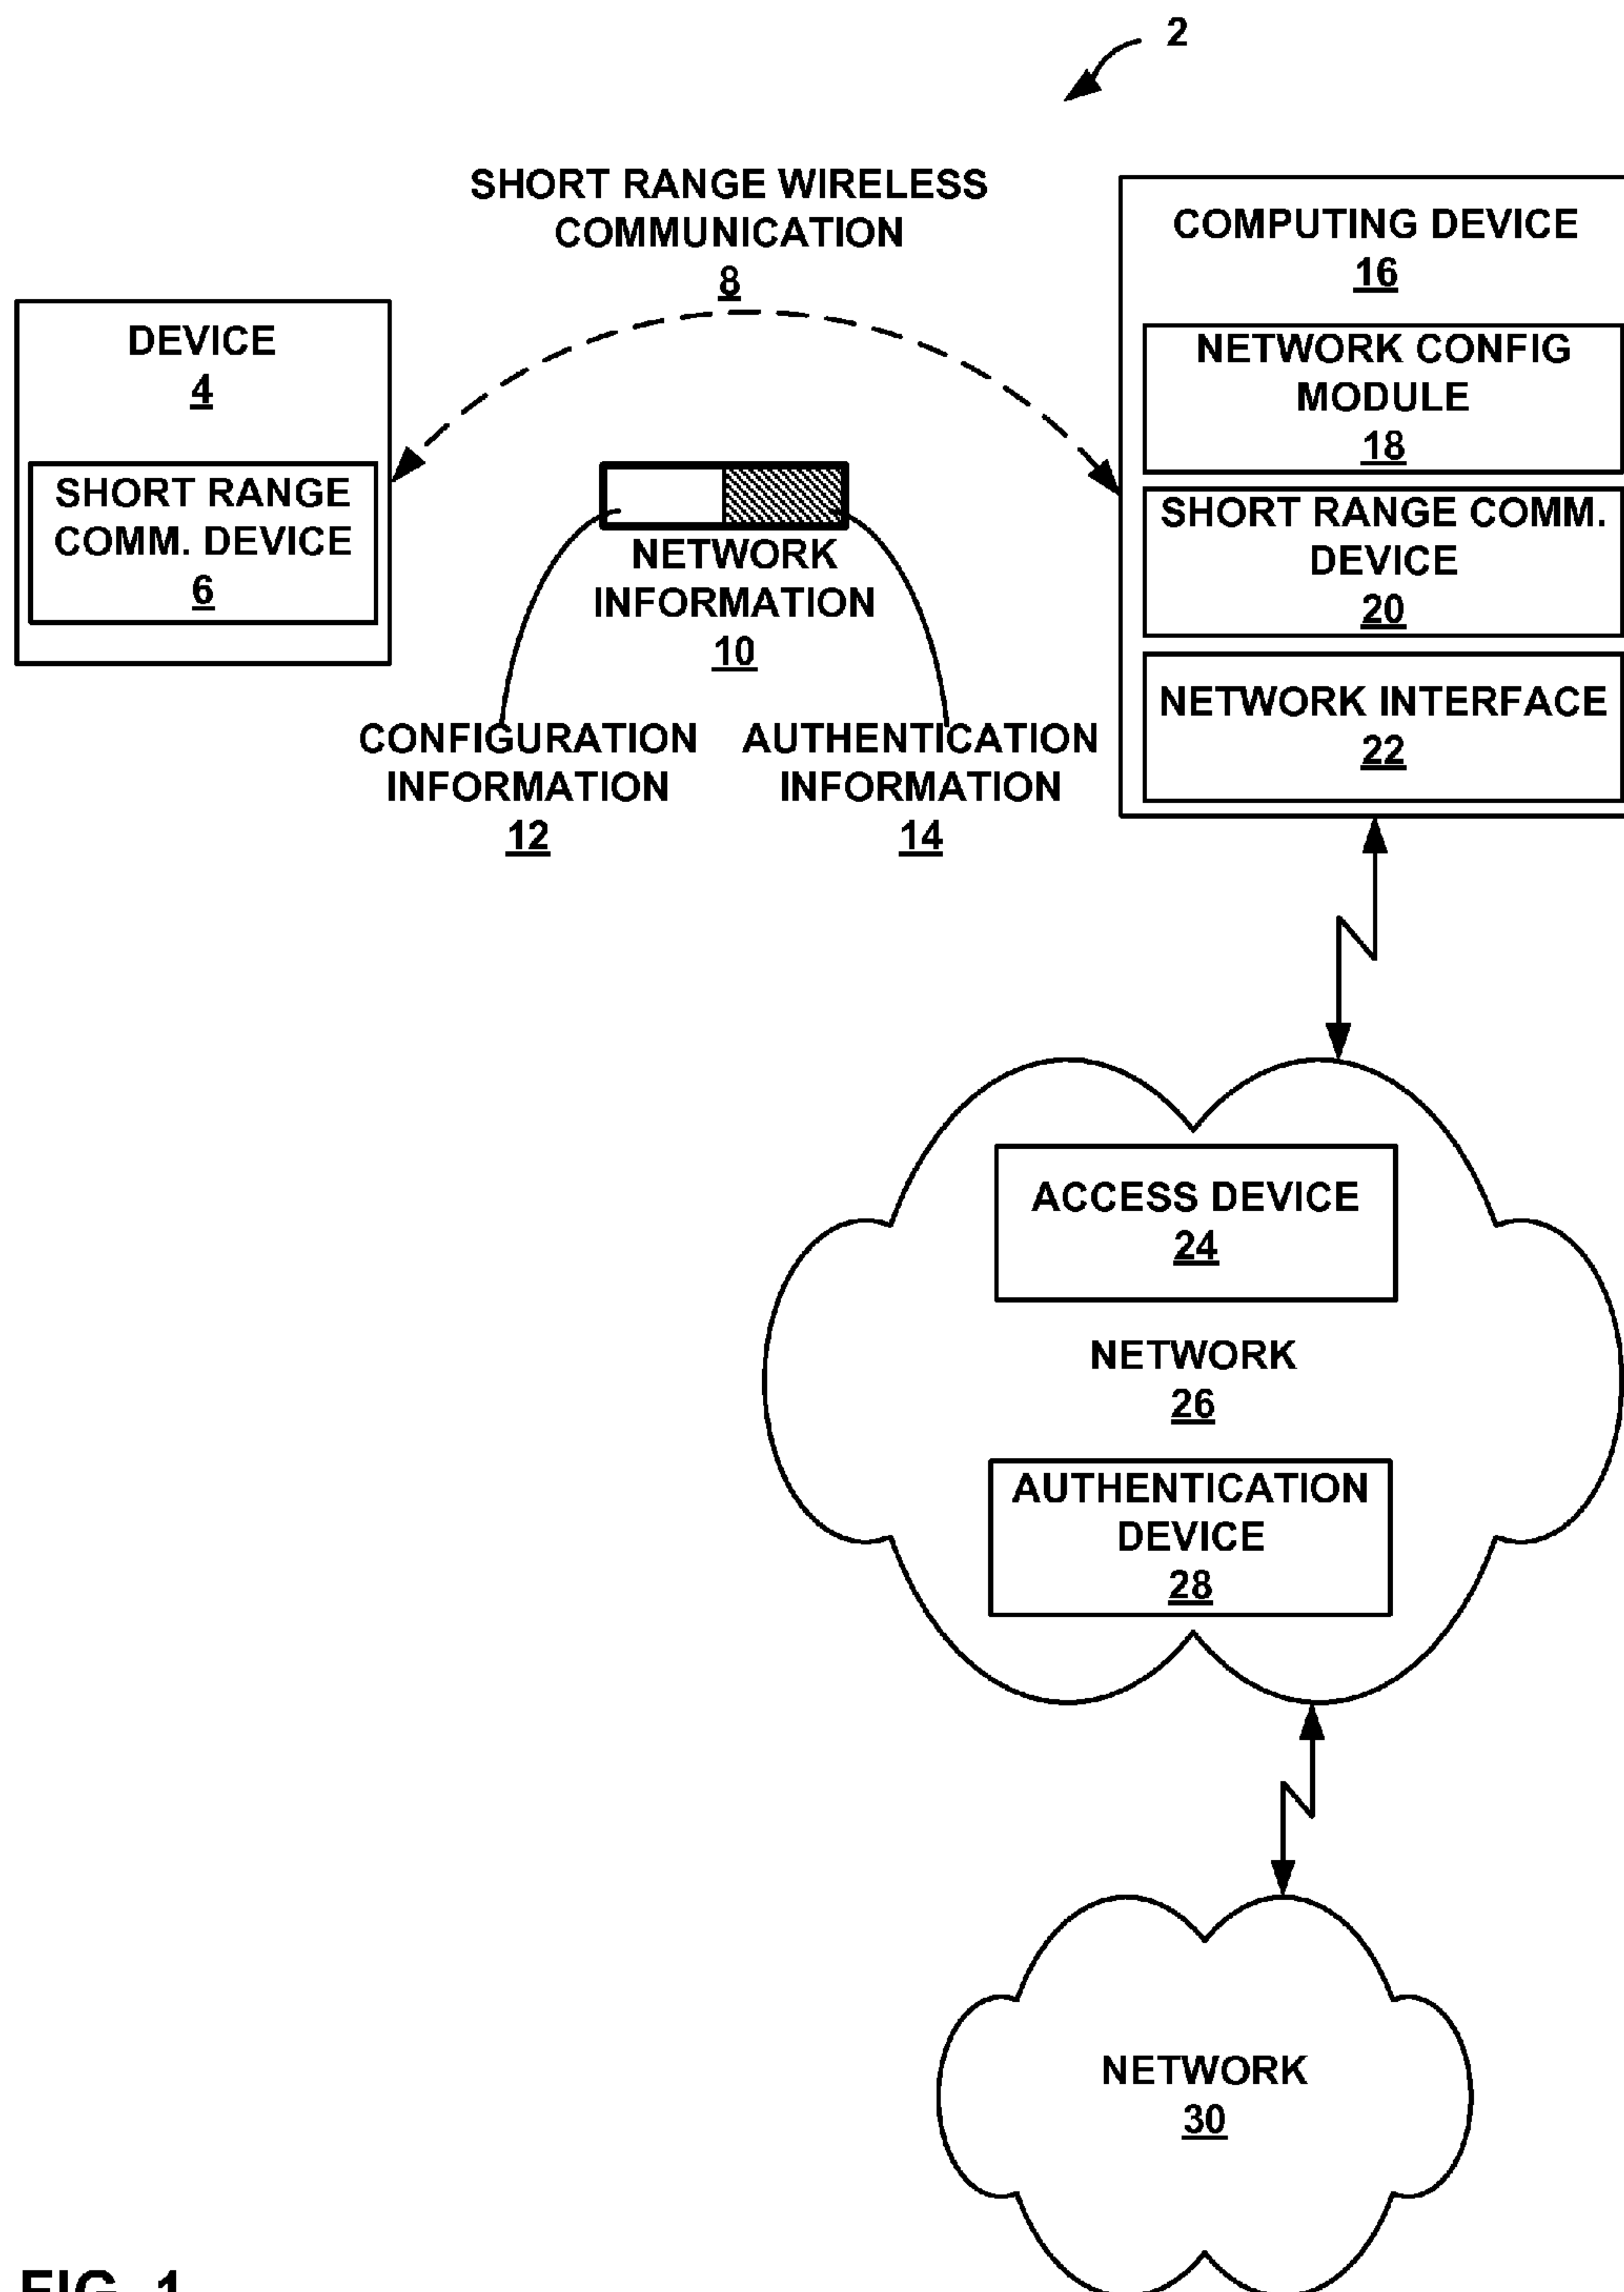 2
SHORT RANGE WIRELESS
COMMUNICATION
8
DEVICE
4
SHORT RANGE
COMM. DEVICE
6
NETWORK
INFORMATION
10
CONFIGURATION
INFORMATION
12
AUTHENTICATION
INFORMATION
14
COMPUTING DEVICE
16
NETWORK CONFIG
MODULE
18
SHORT RANGE COMM.
DEVICE
20
NETWORK INTERFACE
22
ACCESS DEVICE
24
NETWORK
26
AUTHENTICATION
DEVICE
28
NETWORK
30
FIG. 1